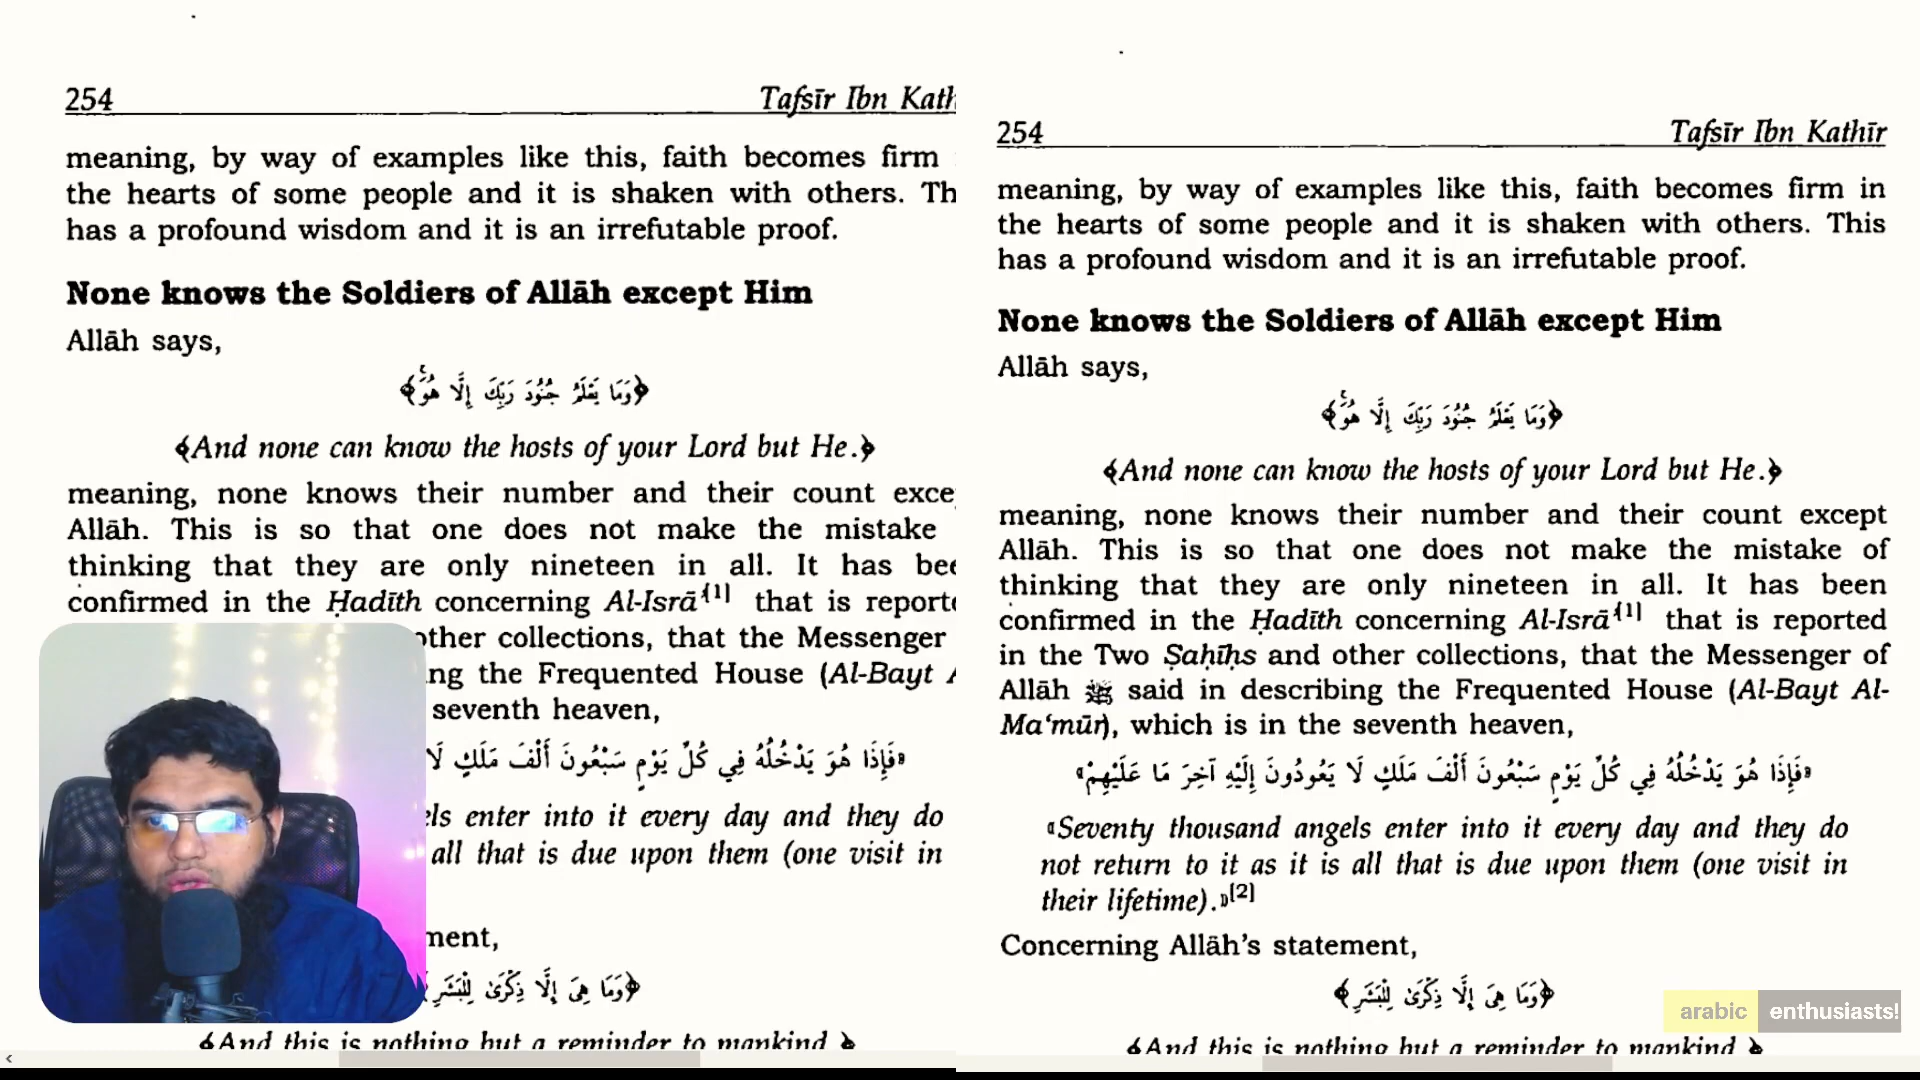 254 Tafsīr Ibn Kath
meaning, by way of examples like this, faith becomes firm
the hearts of some people and it is shaken with others. Th
has a profound wisdom and it is an irrefutable proof.
None knows the Soldiers of Allāh except Him
Allāh says,
﴿وَمَا يَعْلَمُ جُنُودَ رَبِّكَ إِلَّا هُوَۚ﴾
﴾And none can know the hosts of your Lord but He.﴿
meaning, none knows their number and their count exce
Allāh. This is so that one does not make the mistake
thinking that they are only nineteen in all. It has bee
confirmed in the Ḥadīth concerning Al-Isrā'[1] that is reporte
other collections, that the Messenger
ng the Frequented House (Al-Bayt A
seventh heaven,
«فَإِذَا هُوَ يَدْخُلُهُ فِي كُلِّ يَوْمٍ سَبْعُونَ أَلْفَ مَلَكٍ لَا
els enter into it every day and they do
all that is due upon them (one visit in
ment,
﴿وَمَا هِىَ إِلَّا ذِكْرَىٰ لِلْبَشَرِ﴾
﴾And this is nothing but a reminder to mankind.﴿
254 Tafsīr Ibn Kathīr
meaning, by way of examples like this, faith becomes firm in
the hearts of some people and it is shaken with others. This
has a profound wisdom and it is an irrefutable proof.
None knows the Soldiers of Allāh except Him
Allāh says,
﴿وَمَا يَعْلَمُ جُنُودَ رَبِّكَ إِلَّا هُوَۚ﴾
﴾And none can know the hosts of your Lord but He.﴿
meaning, none knows their number and their count except
Allāh. This is so that one does not make the mistake of
thinking that they are only nineteen in all. It has been
confirmed in the Ḥadīth concerning Al-Isrā'[1] that is reported
in the Two Ṣaḥīḥs and other collections, that the Messenger of
Allāh ﷺ said in describing the Frequented House (Al-Bayt Al-
Ma‘mūr), which is in the seventh heaven,
«فَإِذَا هُوَ يَدْخُلُهُ فِي كُلِّ يَوْمٍ سَبْعُونَ أَلْفَ مَلَكٍ لَا يَعُودُونَ إِلَيْهِ آخِرَ مَا عَلَيْهِمْ»
«Seventy thousand angels enter into it every day and they do
not return to it as it is all that is due upon them (one visit in
their lifetime).»[2]
Concerning Allāh's statement,
﴿وَمَا هِىَ إِلَّا ذِكْرَىٰ لِلْبَشَرِ﴾
﴾And this is nothing but a reminder to mankind.﴿
arabic enthusiasts!